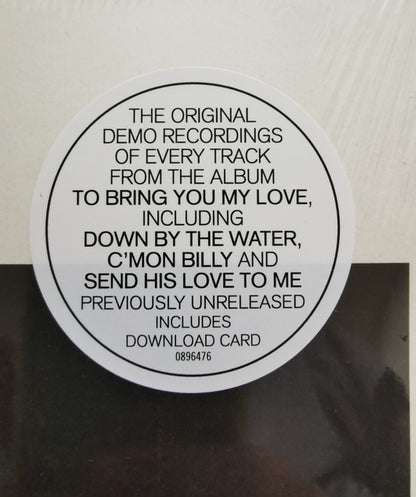 THE ORIGINAL
DEMO RECORDINGS
OF EVERY TRACK
FROM THE ALBUM
TO BRING YOU MY LOVE,
INCLUDING
DOWN BY THE WATER,
C'MON BILLY AND
SEND HIS LOVE TO ME
PREVIOUSLY UNRELEASED
INCLUDES
DOWNLOAD CARD
0896476